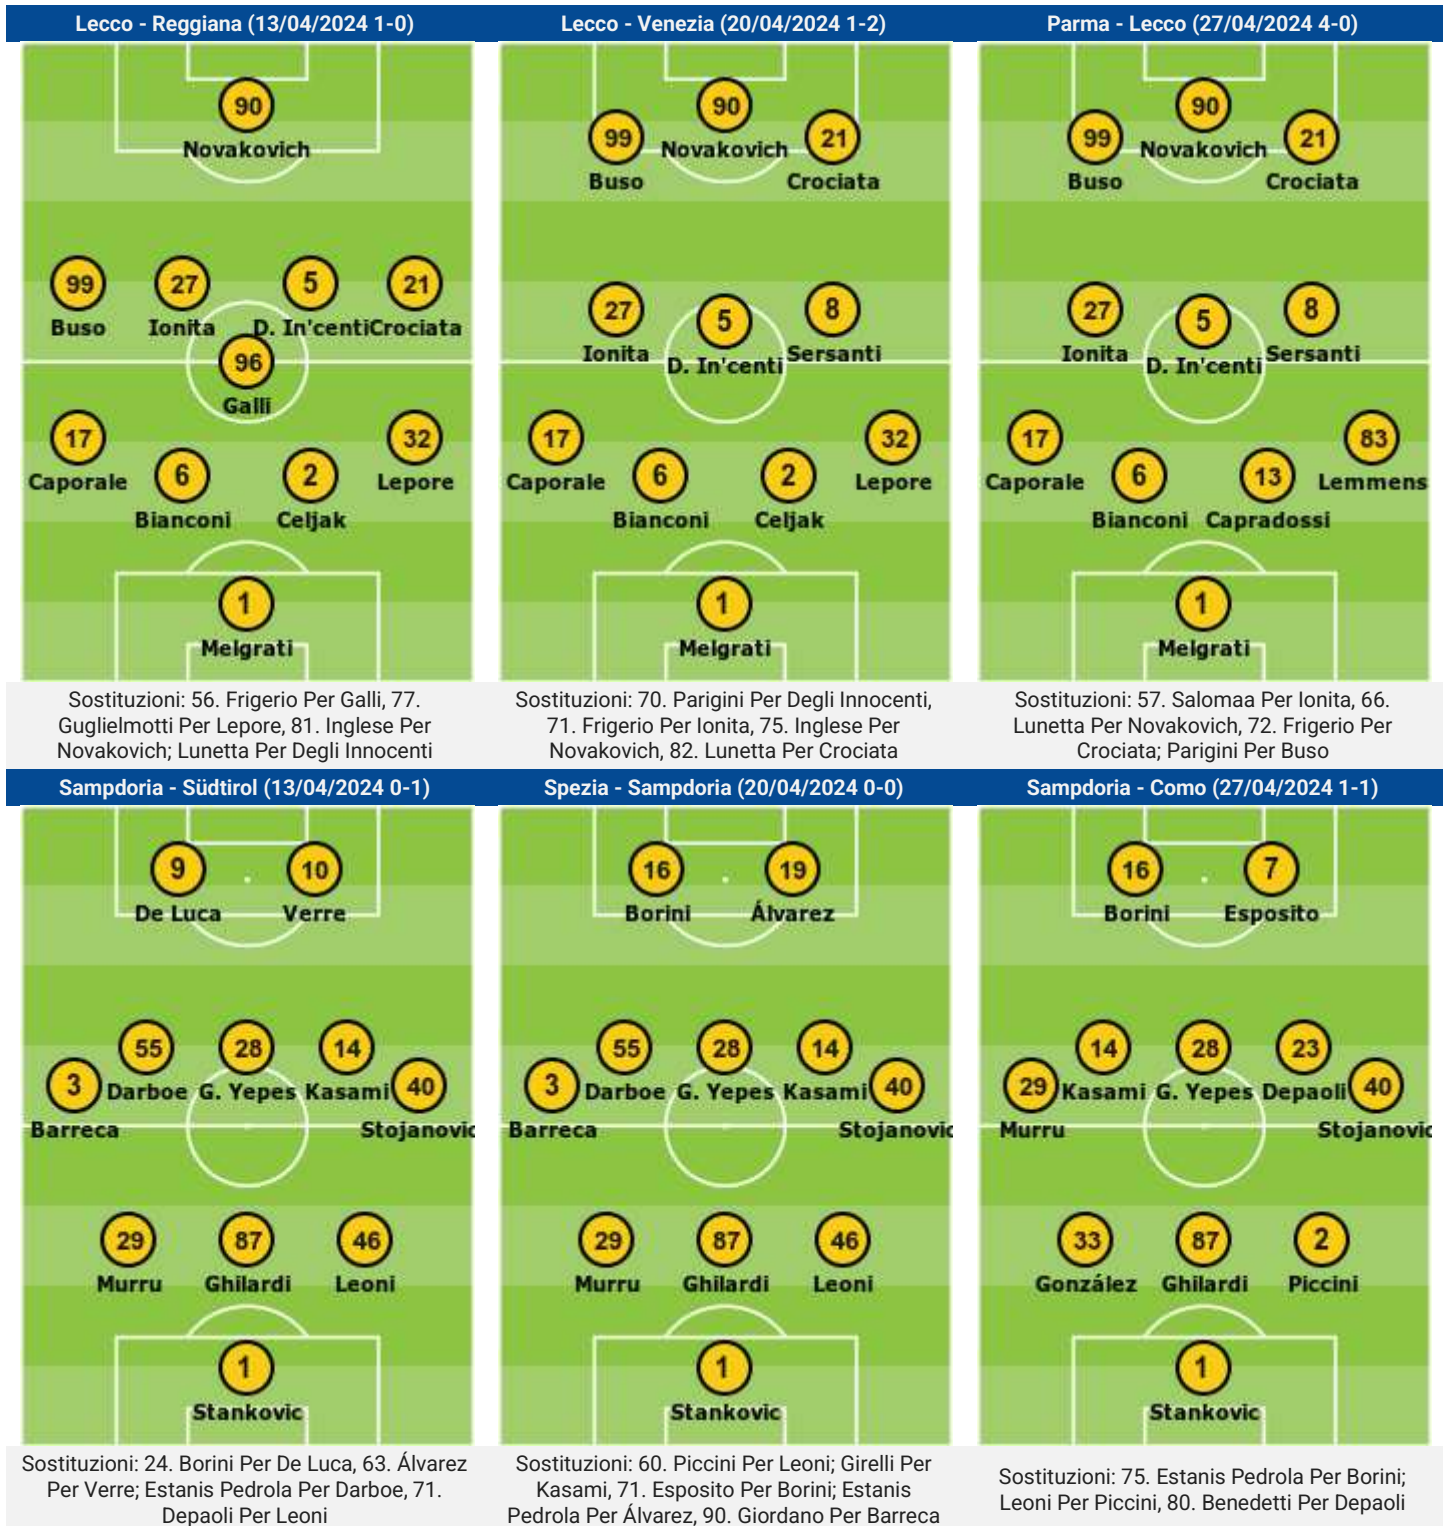 Lecco - Reggiana (13/04/2024 1-0)
90
Novakovich
99
27
5
21
Buso
Ionita
D. In'centi
Crociata
96
Galli
17
32
Caporale
6
2
Lepore
Bianconi
Celjak
1
Melgrati
Sostituzioni: 56. Frigerio Per Galli, 77.
Guglielmotti Per Lepore, 81. Inglese Per
Novakovich; Lunetta Per Degli Innocenti
Lecco - Venezia (20/04/2024 1-2)
90
99
Novakovich
21
Buso
Crociata
27
5
8
Ionita
D. In'centi
Sersanti
17
32
Caporale
6
2
Lepore
Bianconi
Celjak
1
Melgrati
Sostituzioni: 70. Parigini Per Degli Innocenti,
71. Frigerio Per Ionita, 75. Inglese Per
Novakovich, 82. Lunetta Per Crociata
Parma - Lecco (27/04/2024 4-0)
90
99
Novakovich
21
Buso
Crociata
27
5
8
Ionita
D. In'centi
Sersanti
17
83
Caporale
6
13
Lemmens
Bianconi
Capradossi
1
Melgrati
Sostituzioni: 57. Salomaa Per Ionita, 66.
Lunetta Per Novakovich, 72. Frigerio Per
Crociata; Parigini Per Buso
Sampdoria - Südtirol (13/04/2024 0-1)
9
10
De Luca
Verre
55
28
14
3
Darboe
G. Yepes
Kasami
40
Barreca
Stojanovic
29
87
46
Murru
Ghilardi
Leoni
1
Stankovic
Sostituzioni: 24. Borini Per De Luca, 63. Álvarez
Per Verre; Estanis Pedrola Per Darboe, 71.
Depaoli Per Leoni
Spezia - Sampdoria (20/04/2024 0-0)
16
19
Borini
Álvarez
55
28
14
3
Darboe
G. Yepes
Kasami
40
Barreca
Stojanovic
29
87
46
Murru
Ghilardi
Leoni
1
Stankovic
Sostituzioni: 60. Piccini Per Leoni; Girelli Per
Kasami, 71. Esposito Per Borini; Estanis
Pedrola Per Álvarez, 90. Giordano Per Barreca
Sampdoria - Como (27/04/2024 1-1)
16
7
Borini
Esposito
14
28
23
29
Kasami
G. Yepes
Depaoli
40
Murru
Stojanovic
33
87
2
González
Ghilardi
Piccini
1
Stankovic
Sostituzioni: 75. Estanis Pedrola Per Borini;
Leoni Per Piccini, 80. Benedetti Per Depaoli